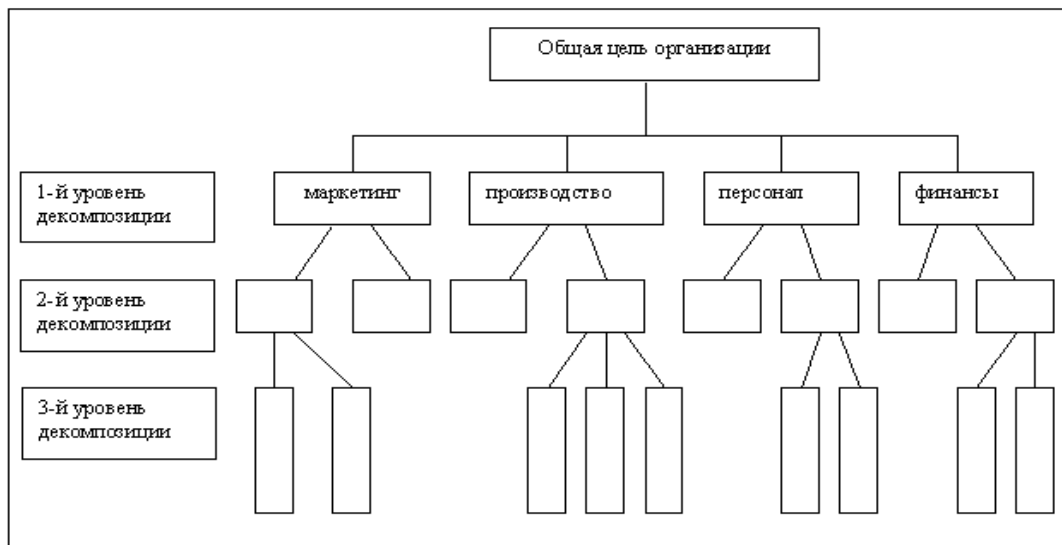 Общая цель организации
1-й уровень
декомпозиции
маркетинг
производство
персонал
финансы
2-й уровень
декомпозиции
3-й уровень
декомпозиции